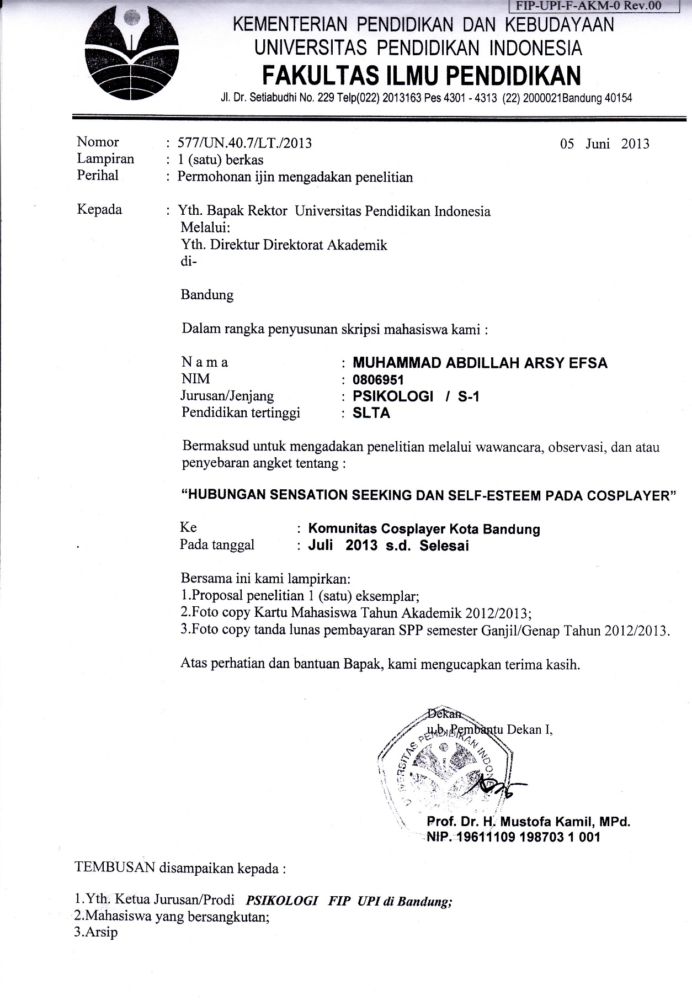 FIP-UPI-F-AKM-0 Rev.00
KEMENTERIAN PENDIDIKAN DAN KEBUDAYAAN
UNIVERSITAS PENDIDIKAN INDONESIA
FAKULTAS ILMU PENDIDIKAN
Jl. Dr. Setiabudhi No. 229 Telp(022) 2013163 Pes 4301 - 4313 (22) 2000021Bandung 40154
Nomor : 577/UN.40.7/LT./2013 05 Juni 2013
Lampiran : 1 (satu) berkas
Perihal : Permohonan ijin mengadakan penelitian
Kepada : Yth. Bapak Rektor Universitas Pendidikan Indonesia
Melalui:
Yth. Direktur Direktorat Akademik
di-
Bandung
Dalam rangka penyusunan skripsi mahasiswa kami :
N a m a : MUHAMMAD ABDILLAH ARSY EFSA
NIM : 0806951
Jurusan/Jenjang : PSIKOLOGI / S-1
Pendidikan tertinggi : SLTA
Bermaksud untuk mengadakan penelitian melalui wawancara, observasi, dan atau
penyebaran angket tentang :
“HUBUNGAN SENSATION SEEKING DAN SELF-ESTEEM PADA COSPLAYER”
Ke : Komunitas Cosplayer Kota Bandung
Pada tanggal : Juli 2013 s.d. Selesai
Bersama ini kami lampirkan:
1.Proposal penelitian 1 (satu) eksemplar;
2.Foto copy Kartu Mahasiswa Tahun Akademik 2012/2013;
3.Foto copy tanda lunas pembayaran SPP semester Ganjil/Genap Tahun 2012/2013.
Atas perhatian dan bantuan Bapak, kami mengucapkan terima kasih.
Dekan
u.b. Pembantu Dekan I,
UNIVERSITAS PENDIDIKAN INDONESIA
Prof. Dr. H. Mustofa Kamil, MPd.
NIP. 19611109 198703 1 001
TEMBUSAN disampaikan kepada :
1.Yth. Ketua Jurusan/Prodi PSIKOLOGI FIP UPI di Bandung;
2.Mahasiswa yang bersangkutan;
3.Arsip